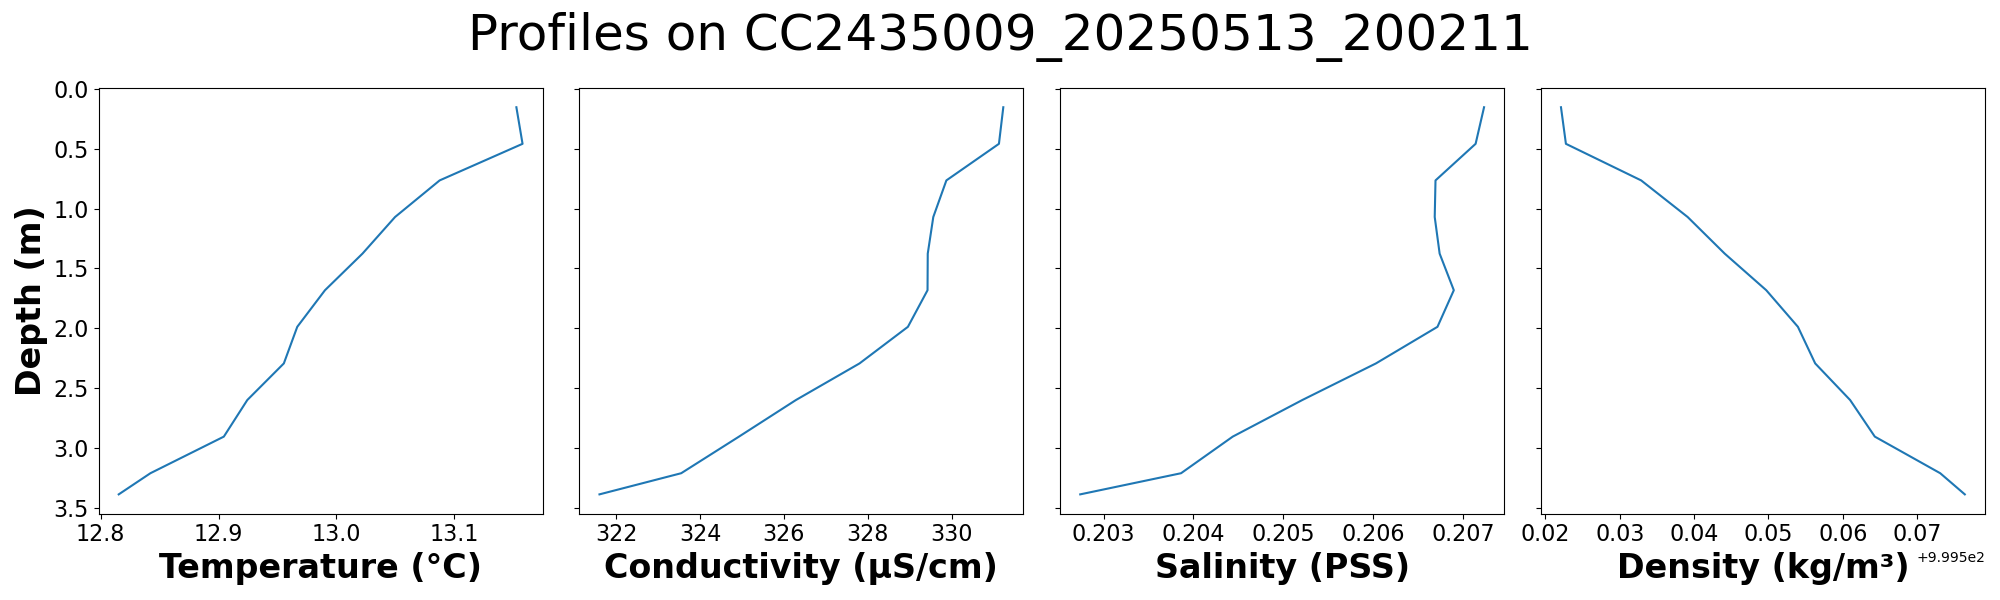 Profiles on CC2435009_20250513_200211
Depth (m)
0.0
0.5
1.0
1.5
2.0
2.5
3.0
3.5
12.8 12.9 13.0 13.1
Temperature (°C)
322 324 326 328 330
Conductivity (µS/cm)
0.203 0.204 0.205 0.206 0.207
Salinity (PSS)
0.02 0.03 0.04 0.05 0.06 0.07
+9.995e2
Density (kg/m³)